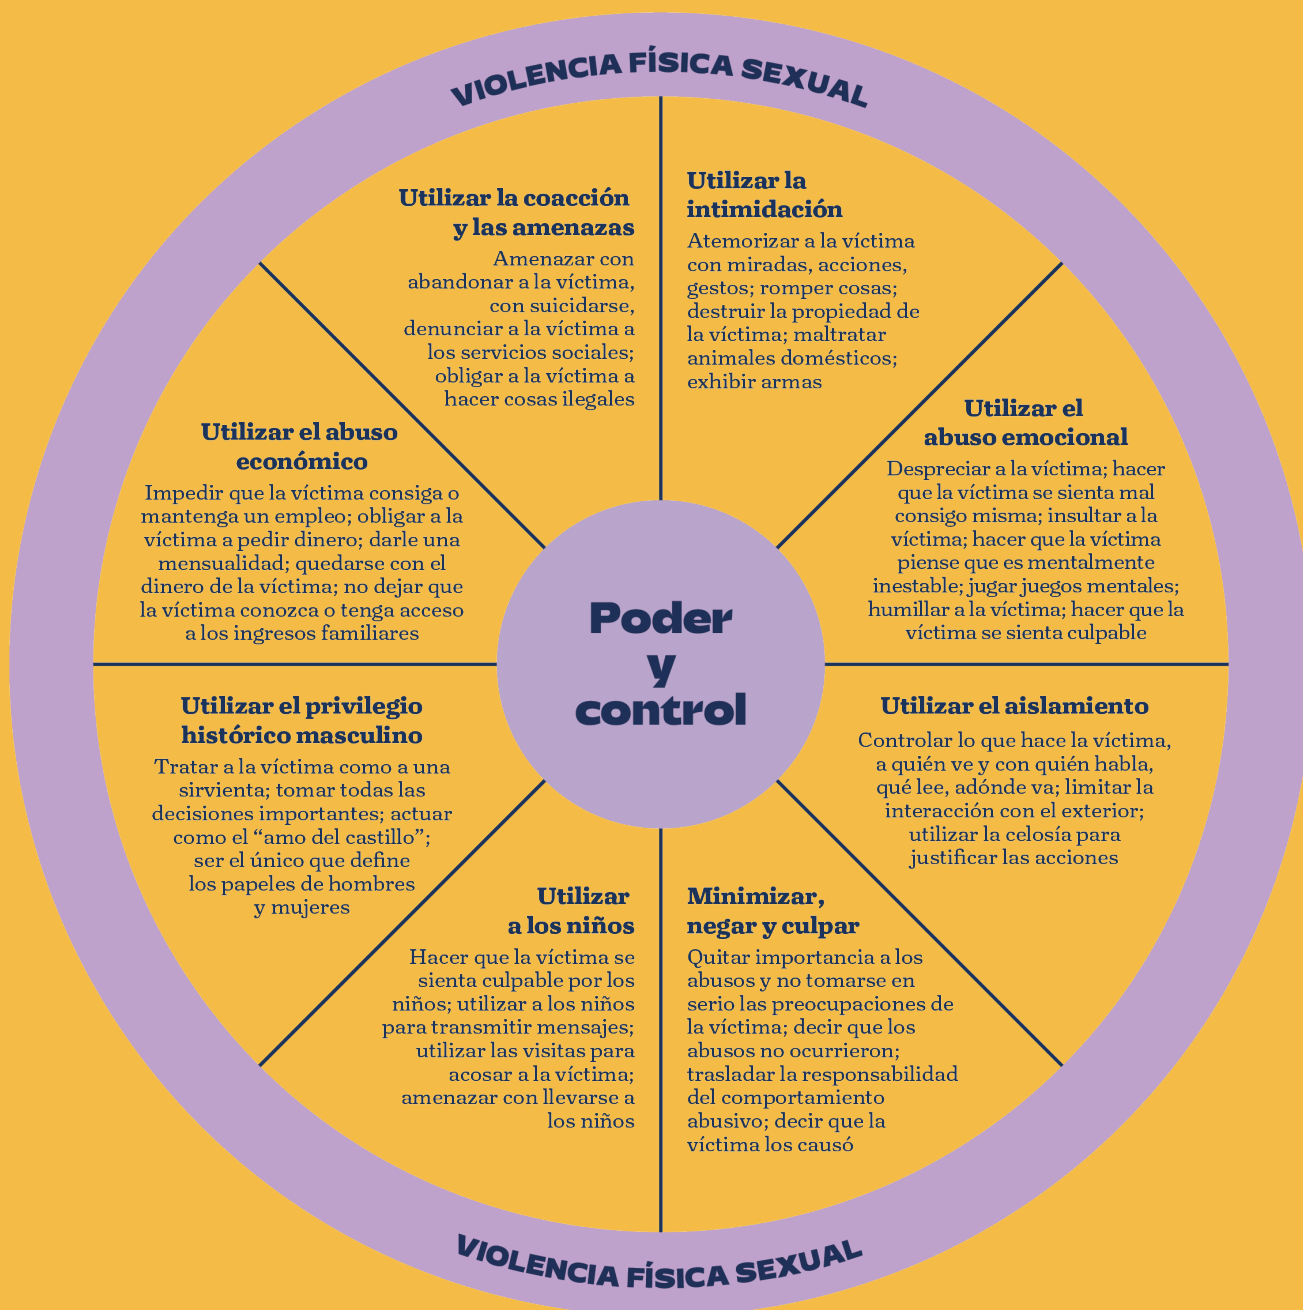 VIOLENCIA FÍSICA SEXUAL
Utilizar la coacción
y las amenazas
Amenazar con
abandonar a la víctima,
con suicidarse,
denunciar a la víctima a
los servicios sociales;
obligar a la víctima a
hacer cosas ilegales
Utilizar la
intimidación
Atemorizar a la víctima
con miradas, acciones,
gestos; romper cosas;
destruir la propiedad de
la víctima; maltratar
animales domésticos;
exhibir armas
Utilizar el abuso
económico
Impedir que la víctima consiga o
mantenga un empleo; obligar a la
víctima a pedir dinero; darle una
mensualidad; quedarse con el
dinero de la víctima; no dejar que
la víctima conozca o tenga acceso
a los ingresos familiares
Utilizar el
abuso emocional
Despreciar a la víctima; hacer
que la víctima se sienta mal
consigo misma; insultar a la
víctima; hacer que la víctima
piense que es mentalmente
inestable; jugar juegos mentales;
humillar a la víctima; hacer que la
víctima se sienta culpable
Poder
y
control
Utilizar el privilegio
histórico masculino
Tratar a la víctima como a una
sirvienta; tomar todas las
decisiones importantes; actuar
como el “amo del castillo”;
ser el único que define
los papeles de hombres
y mujeres
Utilizar el aislamiento
Controlar lo que hace la víctima,
a quién ve y con quién habla,
qué lee, adónde va; limitar la
interacción con el exterior;
utilizar la celosía para
justificar las acciones
Utilizar
a los niños
Hacer que la víctima se
sienta culpable por los
niños; utilizar a los niños
para transmitir mensajes;
utilizar las visitas para
acosar a la víctima;
amenazar con llevarse a
los niños
Minimizar,
negar y culpar
Quitar importancia a los
abusos y no tomarse en
serio las preocupaciones de
la víctima; decir que los
abusos no ocurrieron;
trasladar la responsabilidad
del comportamiento
abusivo; decir que la
víctima los causó
VIOLENCIA FÍSICA SEXUAL